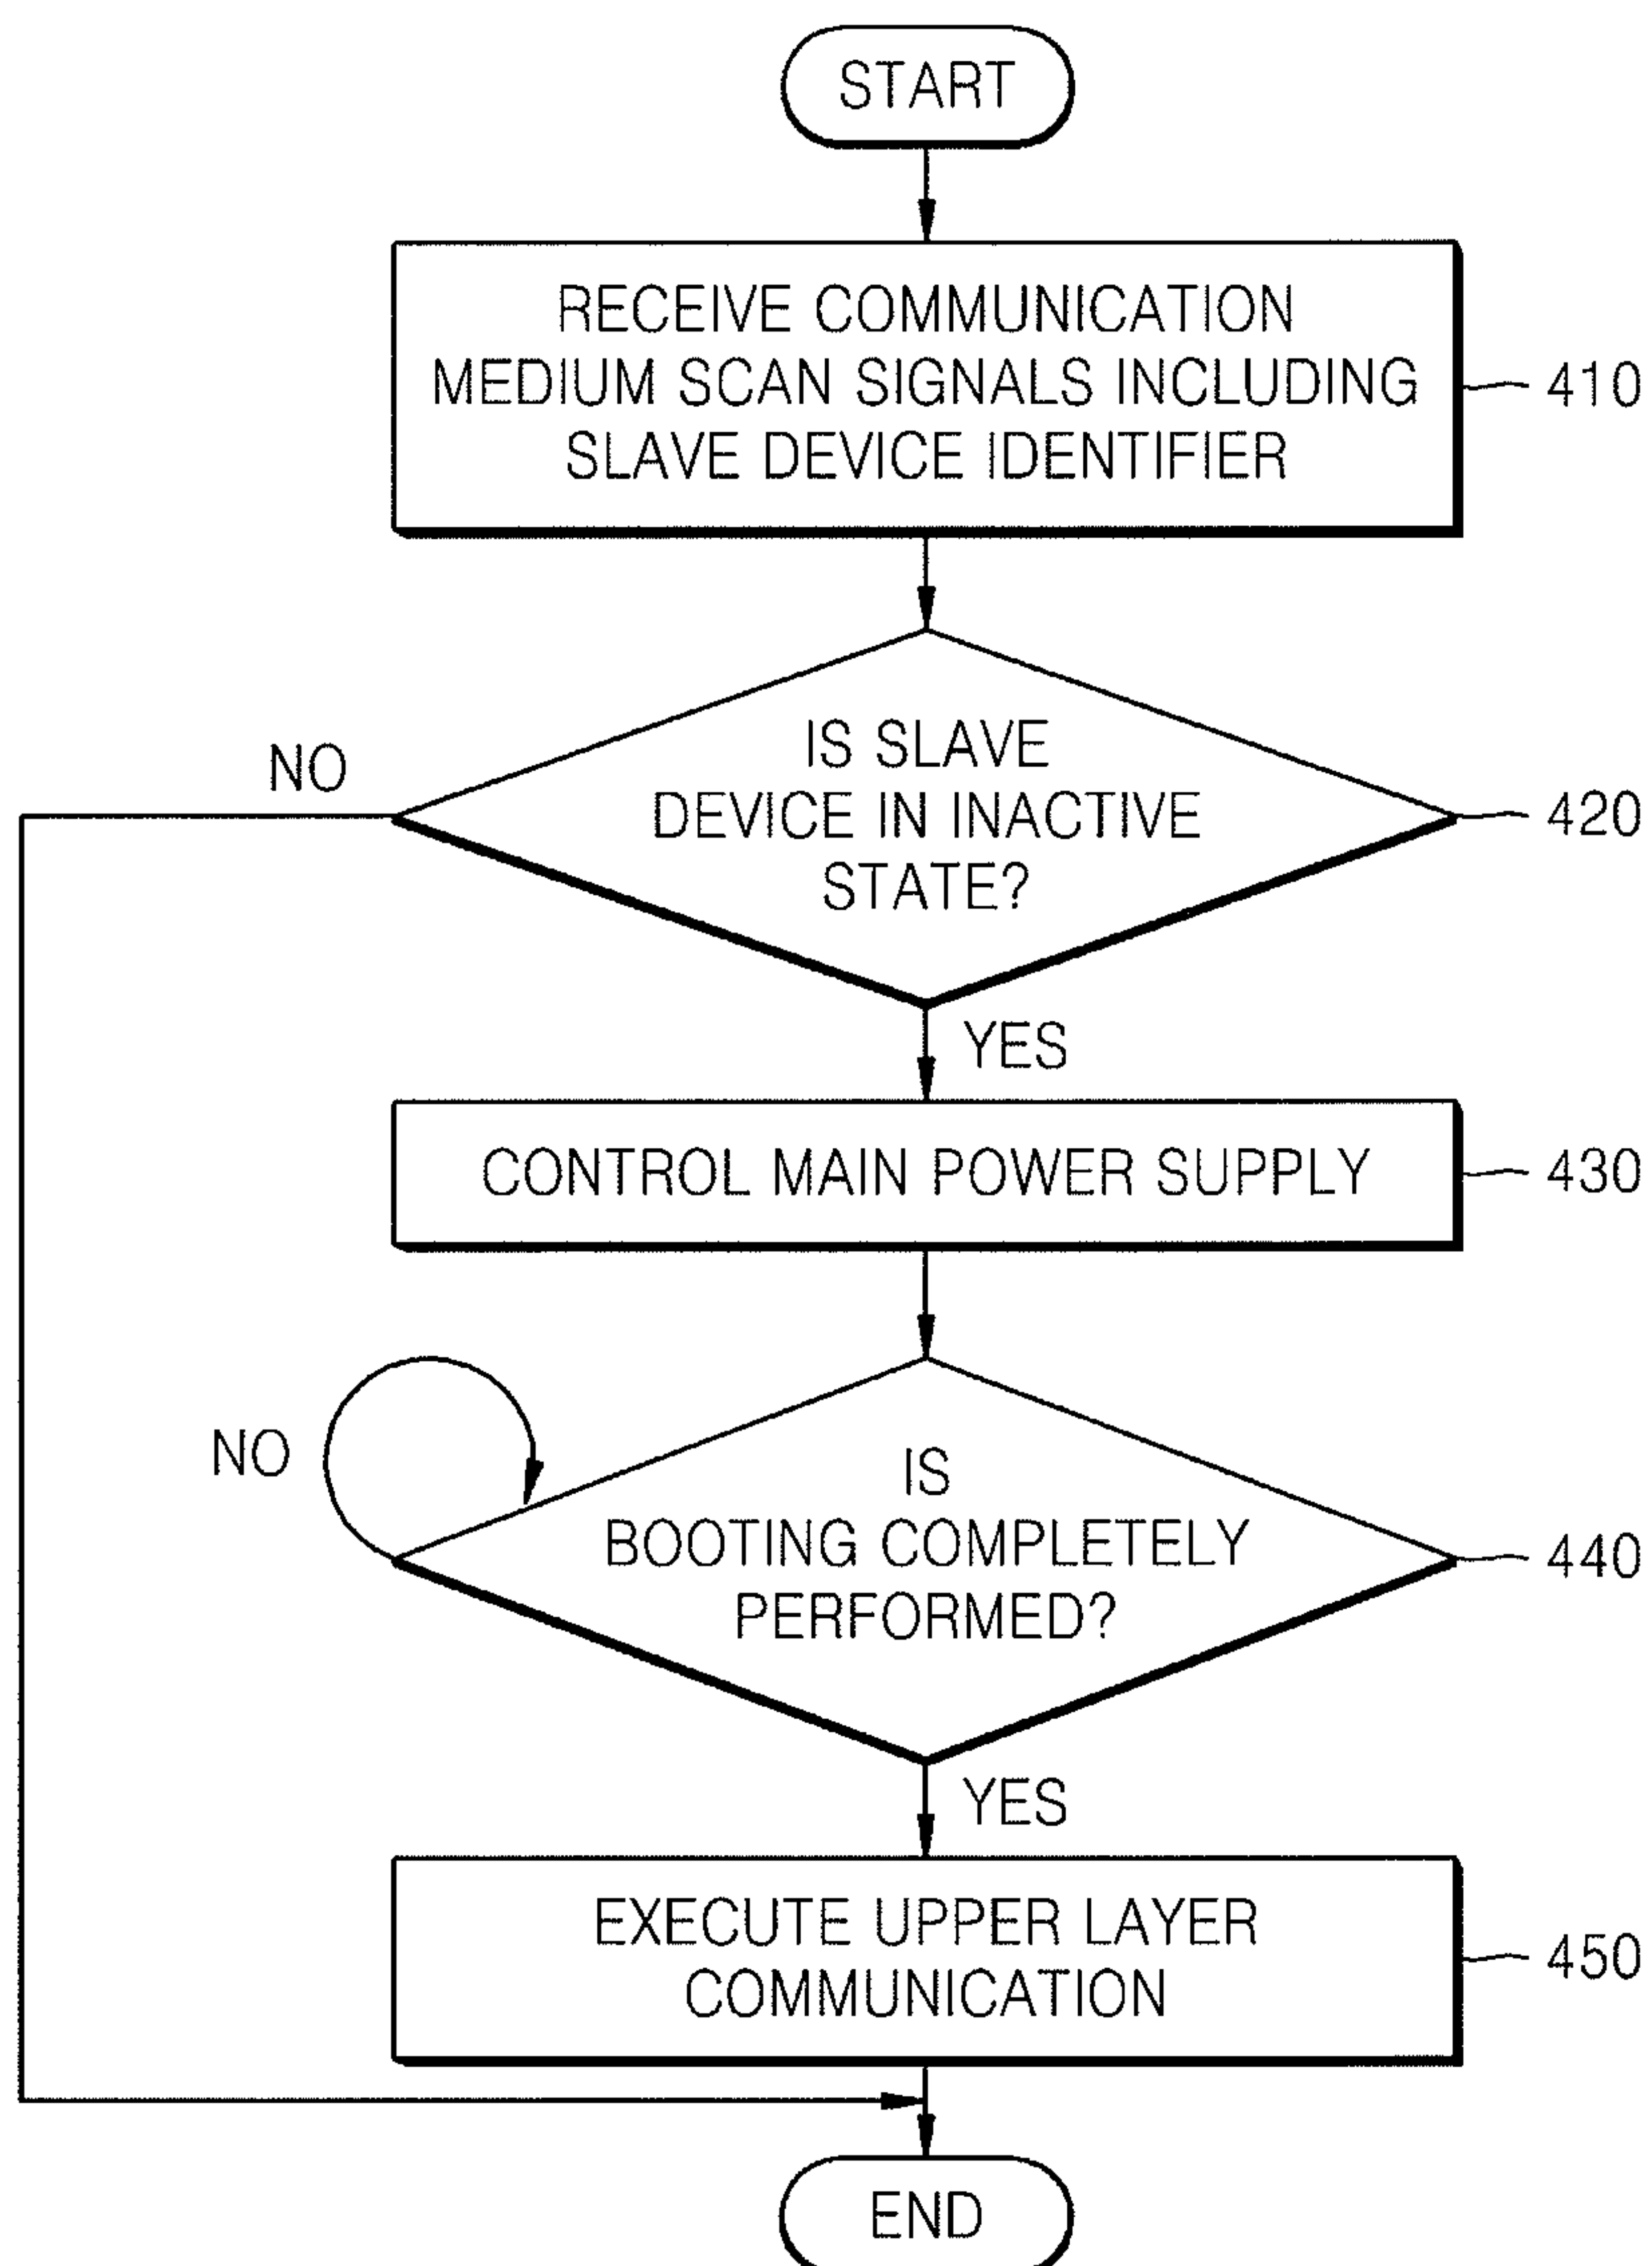 START
RECEIVE COMMUNICATION
MEDIUM SCAN SIGNALS INCLUDING
SLAVE DEVICE IDENTIFIER
410
NO
IS SLAVE
DEVICE IN INACTIVE
STATE?
420
YES
CONTROL MAIN POWER SUPPLY
430
NO
IS
BOOTING COMPLETELY
PERFORMED?
440
YES
EXECUTE UPPER LAYER
COMMUNICATION
450
END